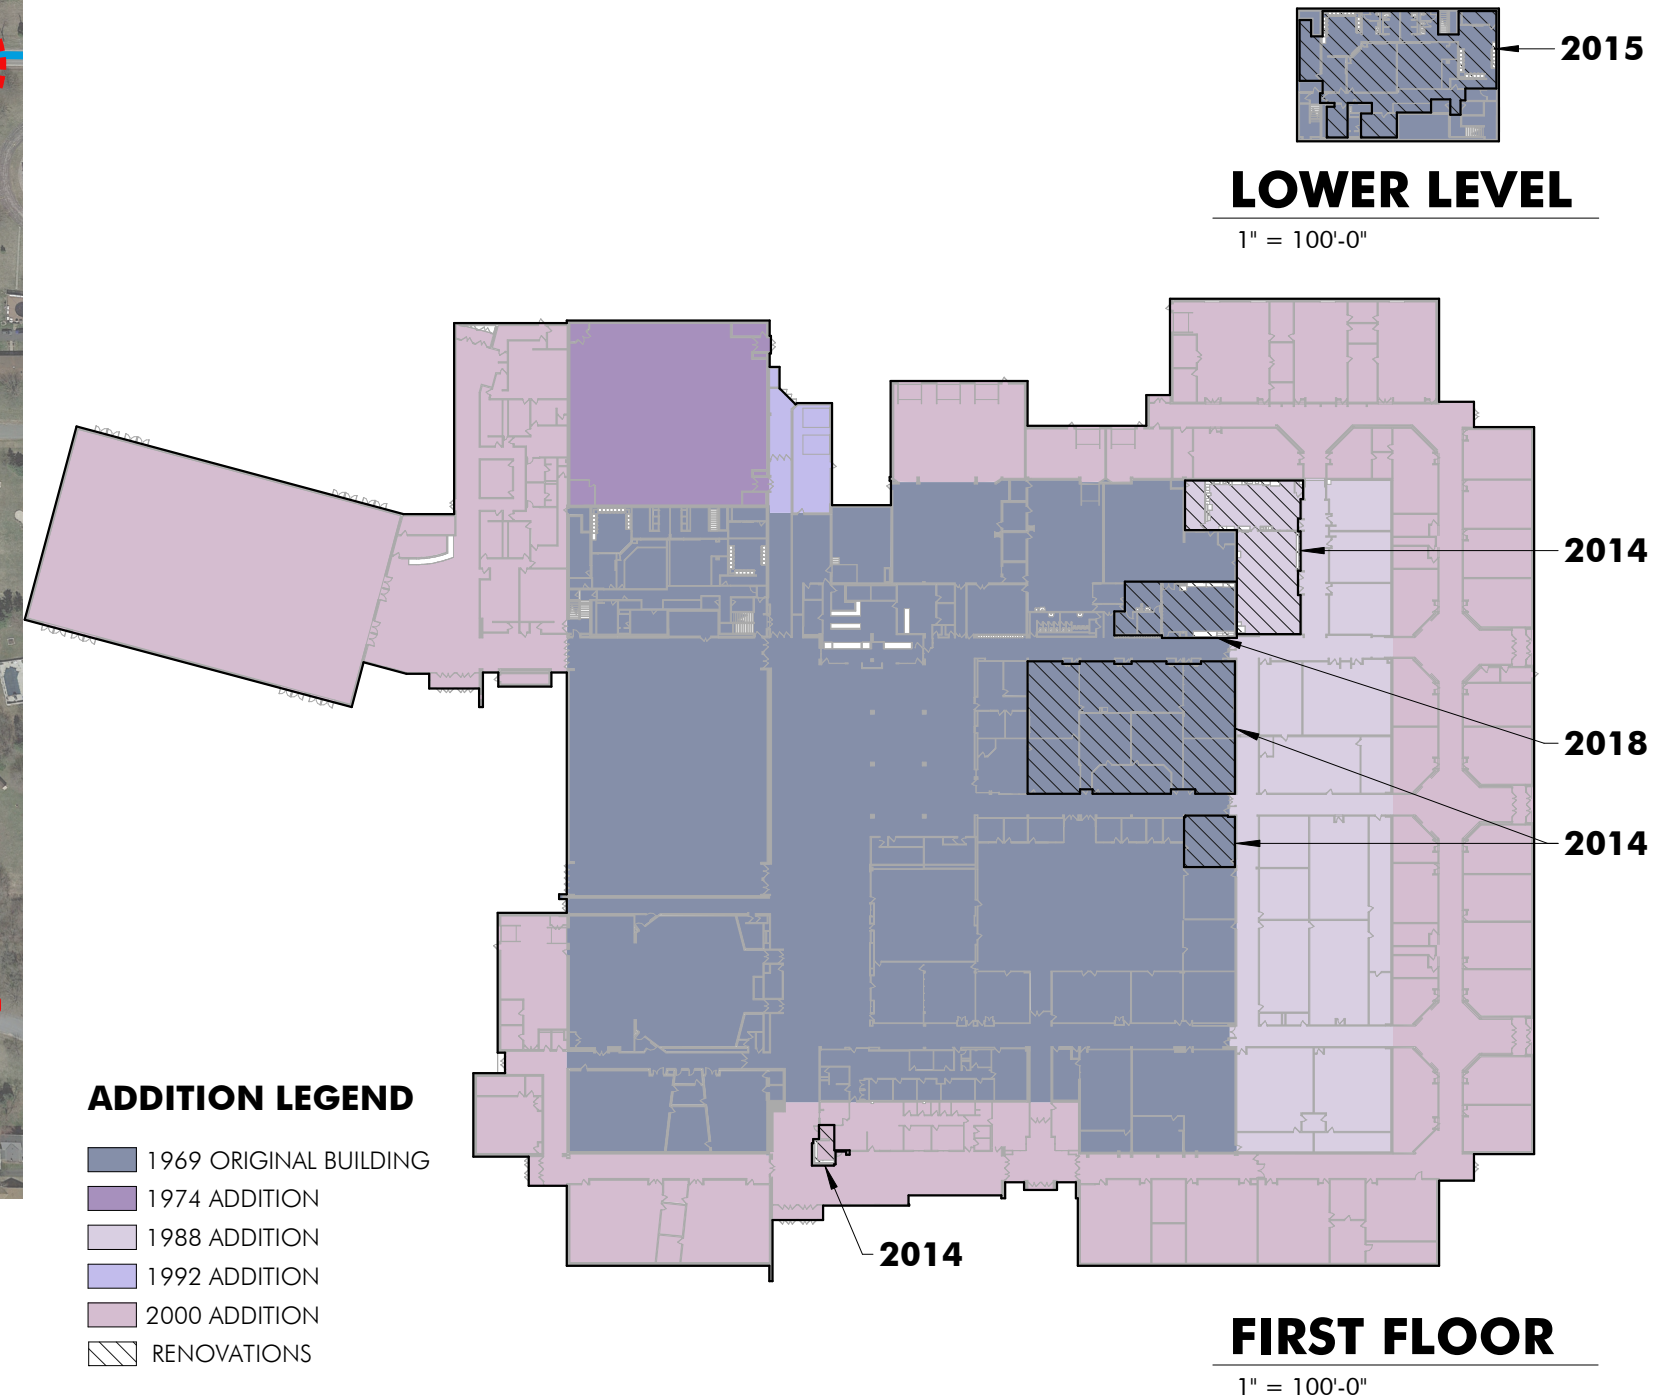 2015
LOWER LEVEL
1" = 100'-0"
2014
2018
2014
2014
ADDITION LEGEND
1969 ORIGINAL BUILDING
1974 ADDITION
1988 ADDITION
1992 ADDITION
2000 ADDITION
RENOVATIONS
FIRST FLOOR
1" = 100'-0"